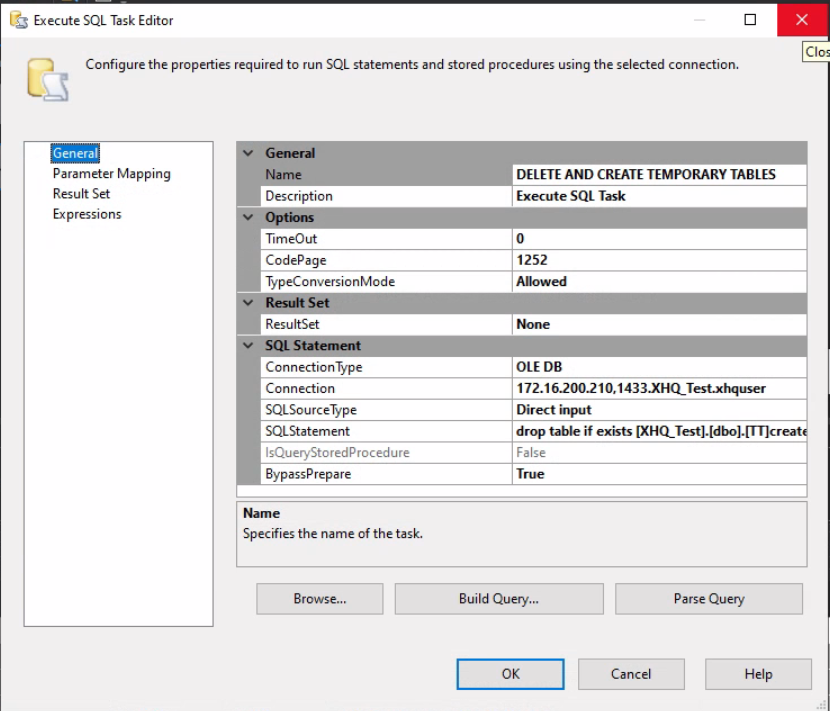 Execute SQL Task Editor
Clos
Configure the properties required to run SQL statements and stored procedures using the selected connection.
General
Parameter Mapping
Result Set
Expressions
General
Name DELETE AND CREATE TEMPORARY TABLES
Description Execute SQL Task
Options
TimeOut 0
CodePage 1252
TypeConversionMode Allowed
Result Set
ResultSet None
SQL Statement
ConnectionType OLE DB
Connection 172.16.200.210,1433.XHQ_Test.xhquser
SQLSourceType Direct input
SQLStatement drop table if exists [XHQ_Test].[dbo].[TT]create
IsQueryStoredProcedure False
BypassPrepare True
Name
Specifies the name of the task.
Browse... Build Query... Parse Query
OK Cancel Help